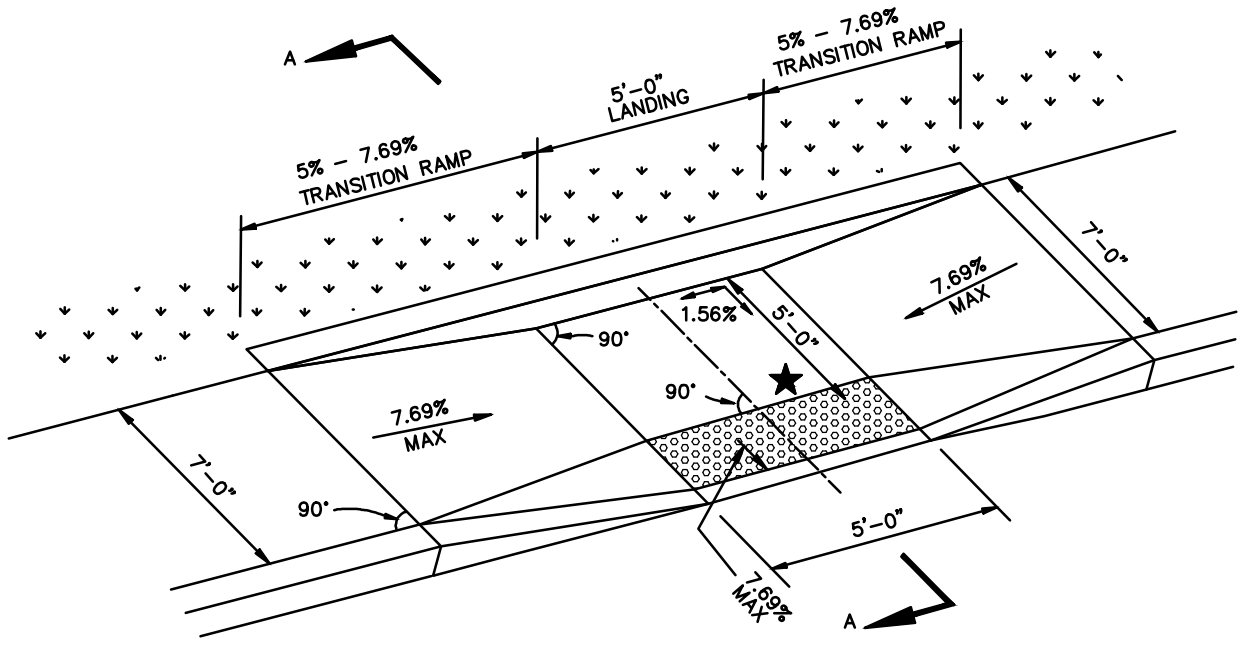 5% - 7.69%
TRANSITION RAMP
A
5'-0"
LANDING
5% - 7.69%
TRANSITION RAMP
7'-0"
7.69%
MAX
1.56%
5'-0"
90°
90°
7.69%
MAX
7'-0"
90°
5'-0"
7.69%
MAX
A